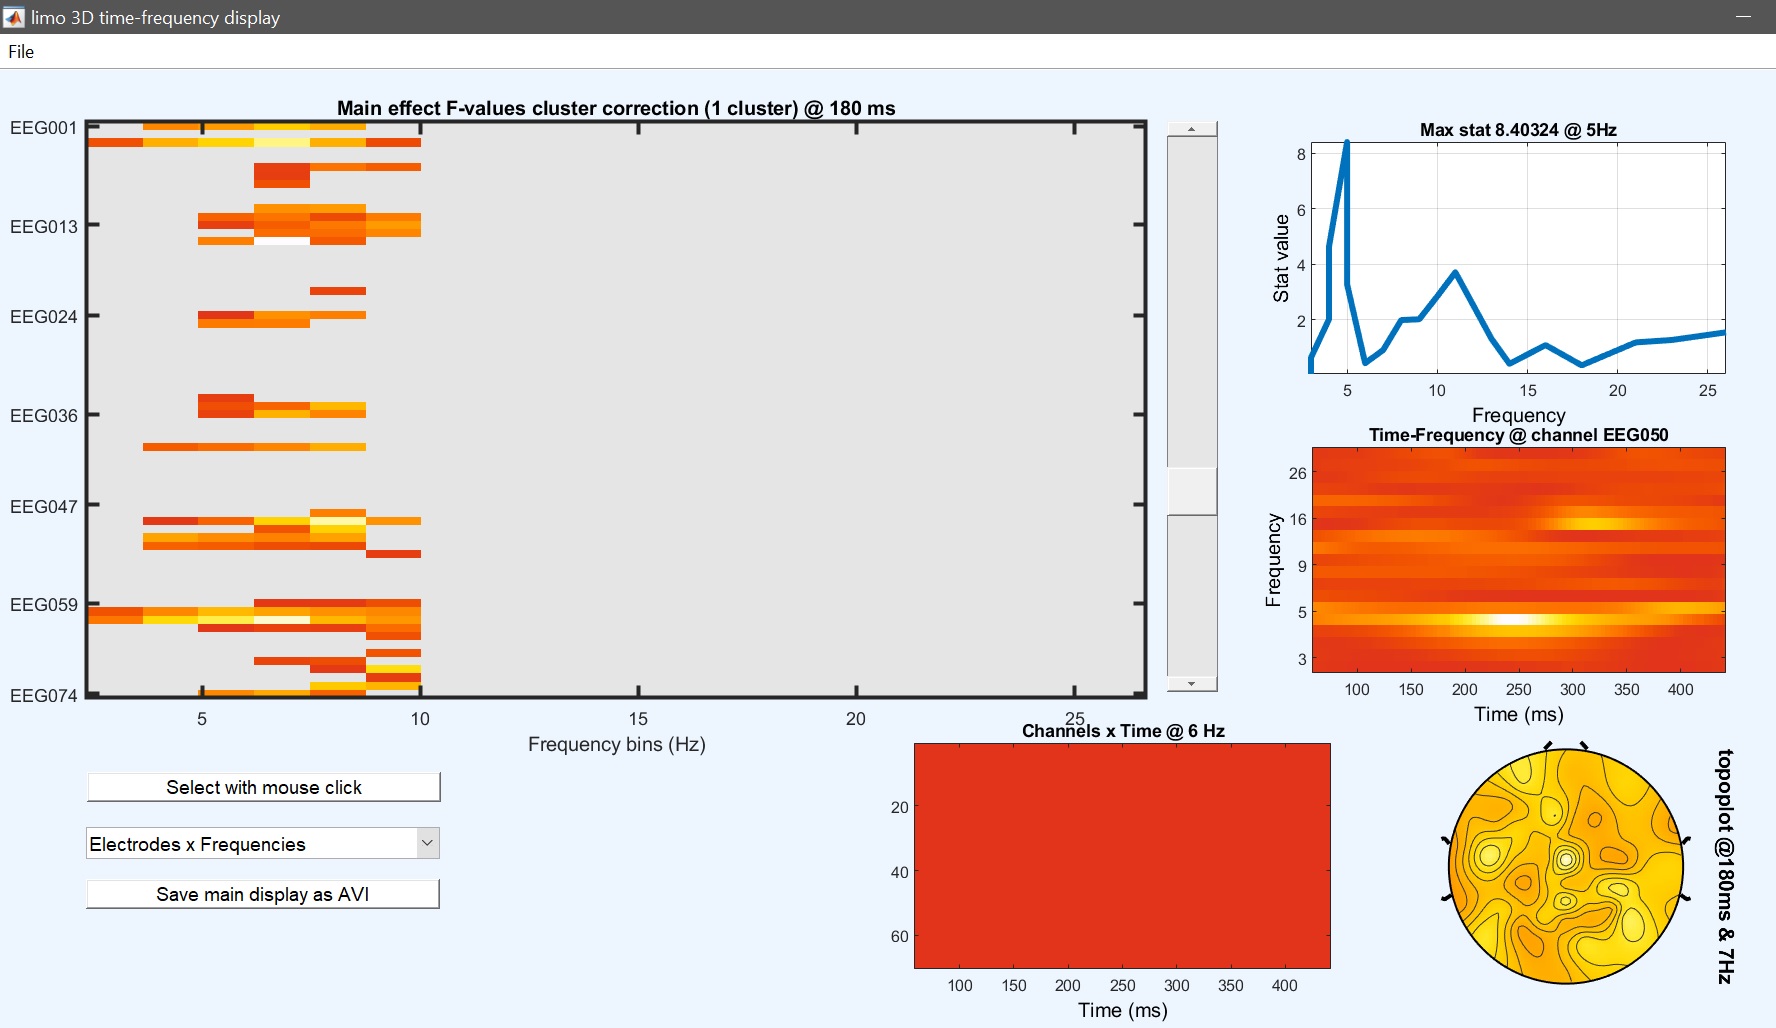 limo 3D time-frequency display
File
Main effect F-values cluster correction (1 cluster) @ 180 ms
EEG001
EEG013
EEG024
EEG036
EEG047
EEG059
EEG074
5 10 15 20 25
Frequency bins (Hz)
Max stat 8.40324 @ 5Hz
Stat value
8
6
4
2
5 10 15 20 25
Frequency
Time-Frequency @ channel EEG050
Frequency
26
16
9
5
3
100 150 200 250 300 350 400
Time (ms)
Select with mouse click
Electrodes x Frequencies
Save main display as AVI
Channels x Time @ 6 Hz
20
40
60
100 150 200 250 300 350 400
Time (ms)
topoplot @180ms & 7Hz